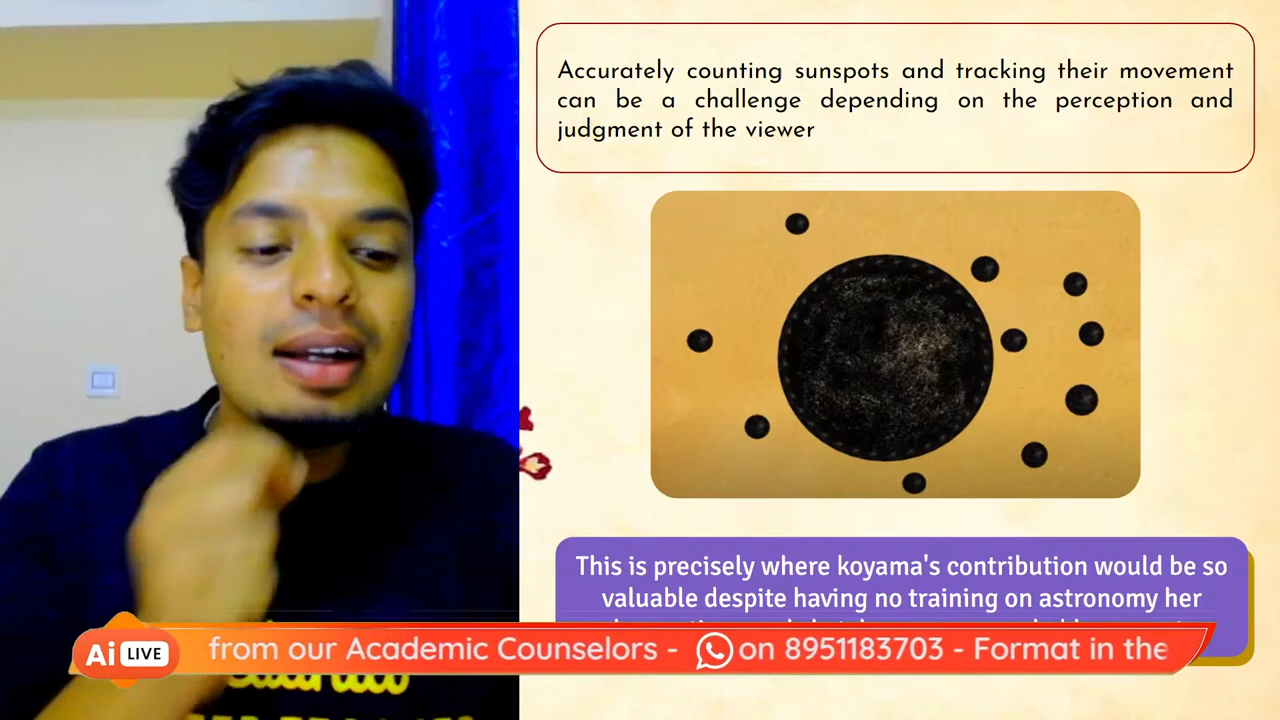 Accurately counting sunspots and tracking their movement
can be a challenge depending on the perception and
judgment of the viewer
This is precisely where koyama's contribution would be so
valuable despite having no training on astronomy her
Ai LIVE
from our Academic Counselors - on 8951183703 - Format in the